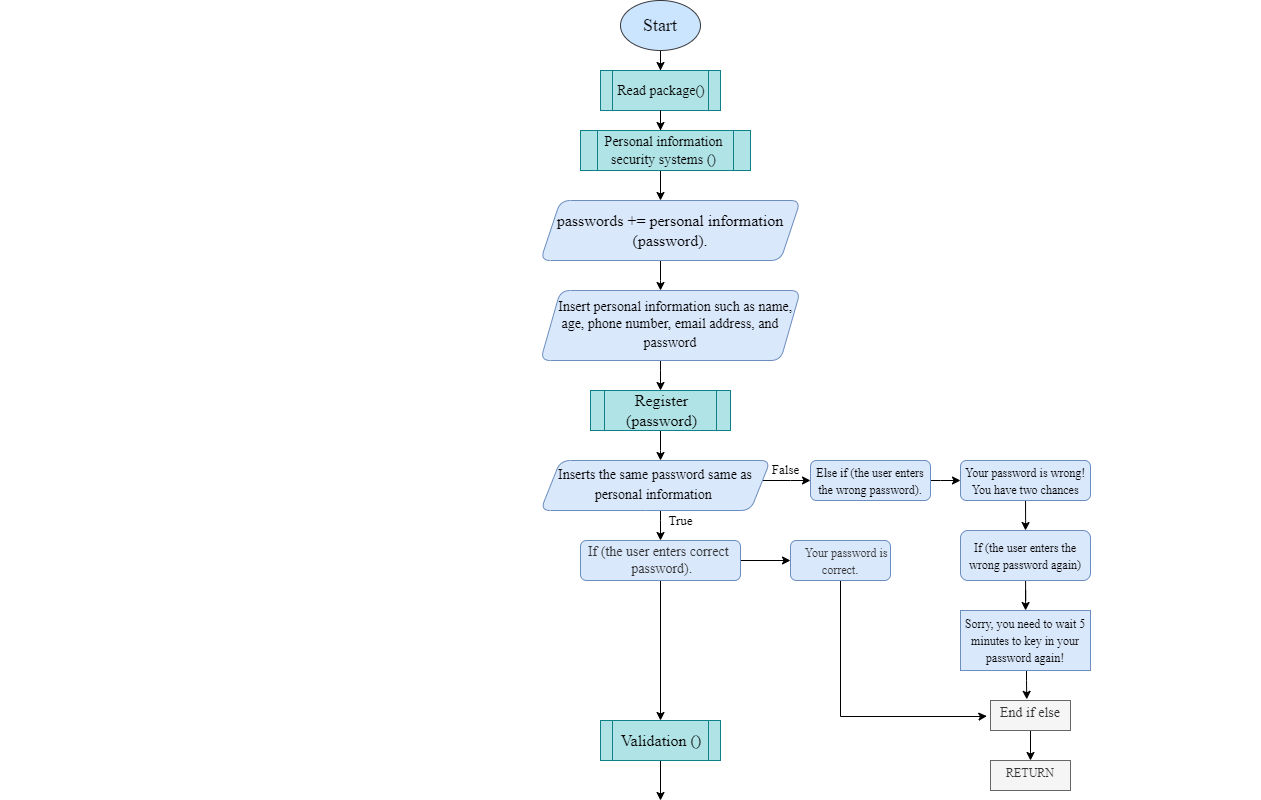 Start
Read package()
Personal information
security systems ()
passwords += personal information
(password).
Insert personal information such as name,
age, phone number, email address, and
password
Register
(password)
Inserts the same password same as
personal information
False
Else if (the user enters
the wrong password).
Your password is wrong!
You have two chances
True
If (the user enters correct
password).
Your password is
correct.
If (the user enters the
wrong password again)
Sorry, you need to wait 5
minutes to key in your
password again!
End if else
Validation ()
RETURN